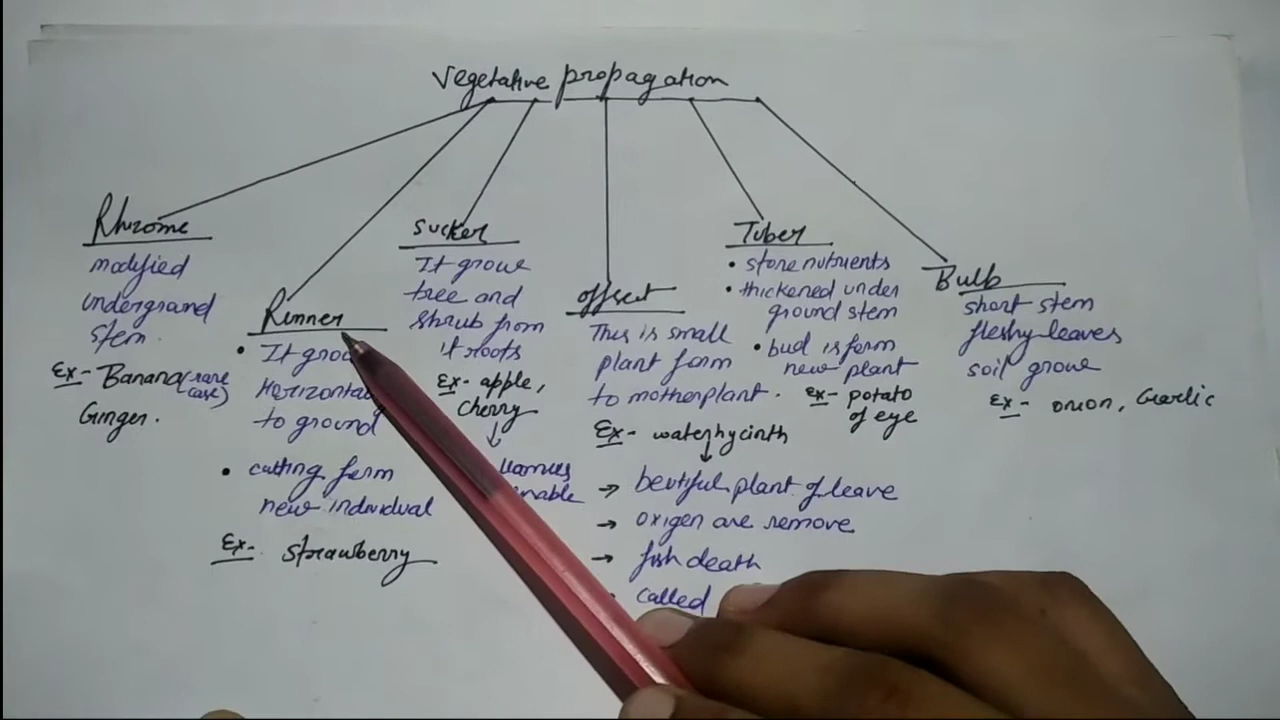 Vegetative propagation
Rhizome
modified
underground
stem
Ex- Banana (rare case)
Ginger.
Runner
• It grow
Horizontal
to ground
• cutting form
new individual
Ex- strawberry
Sucker
It grow
tree and
shrub from
it roots
Ex- apple,
cherry
offset
This is small
plant form
to motherplant.
Ex- waterhycinth
→ beutiful plant of leave
→ oxigen are remove
→ fish death
called
Tuber
• store nutrients
• thickened under
ground stem
• bud is form
new plant
Ex- potato
of eye
Bulb
short stem
fleshy leaves
soil grow
Ex- onion, Garlic